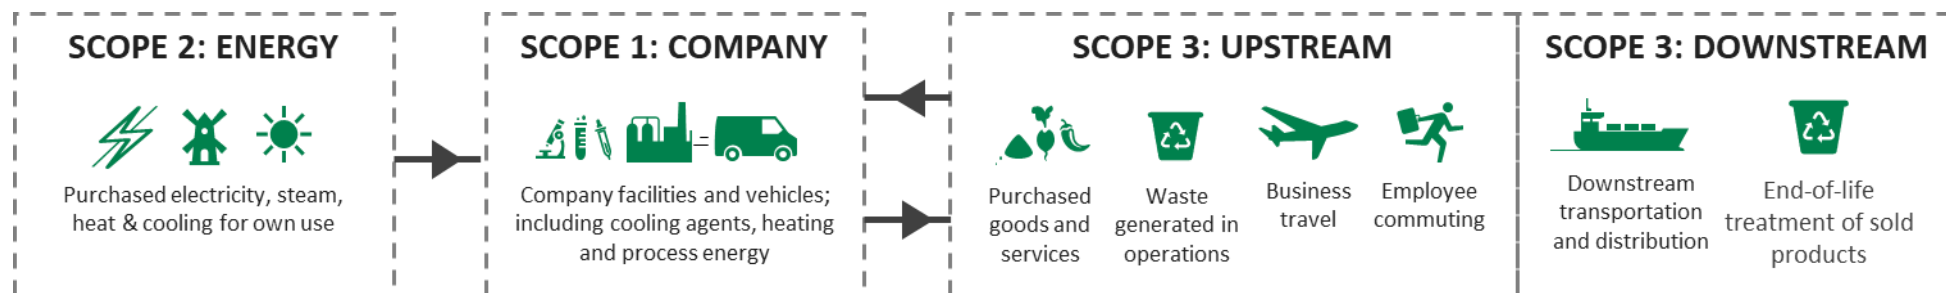 SCOPE 2: ENERGY
Purchased electricity, steam,
heat & cooling for own use
SCOPE 1: COMPANY
Company facilities and vehicles;
including cooling agents, heating
and process energy
SCOPE 3: UPSTREAM
Purchased
goods and
services
Waste
generated in
operations
Business
travel
Employee
commuting
SCOPE 3: DOWNSTREAM
Downstream
transportation
and distribution
End-of-life
treatment of sold
products